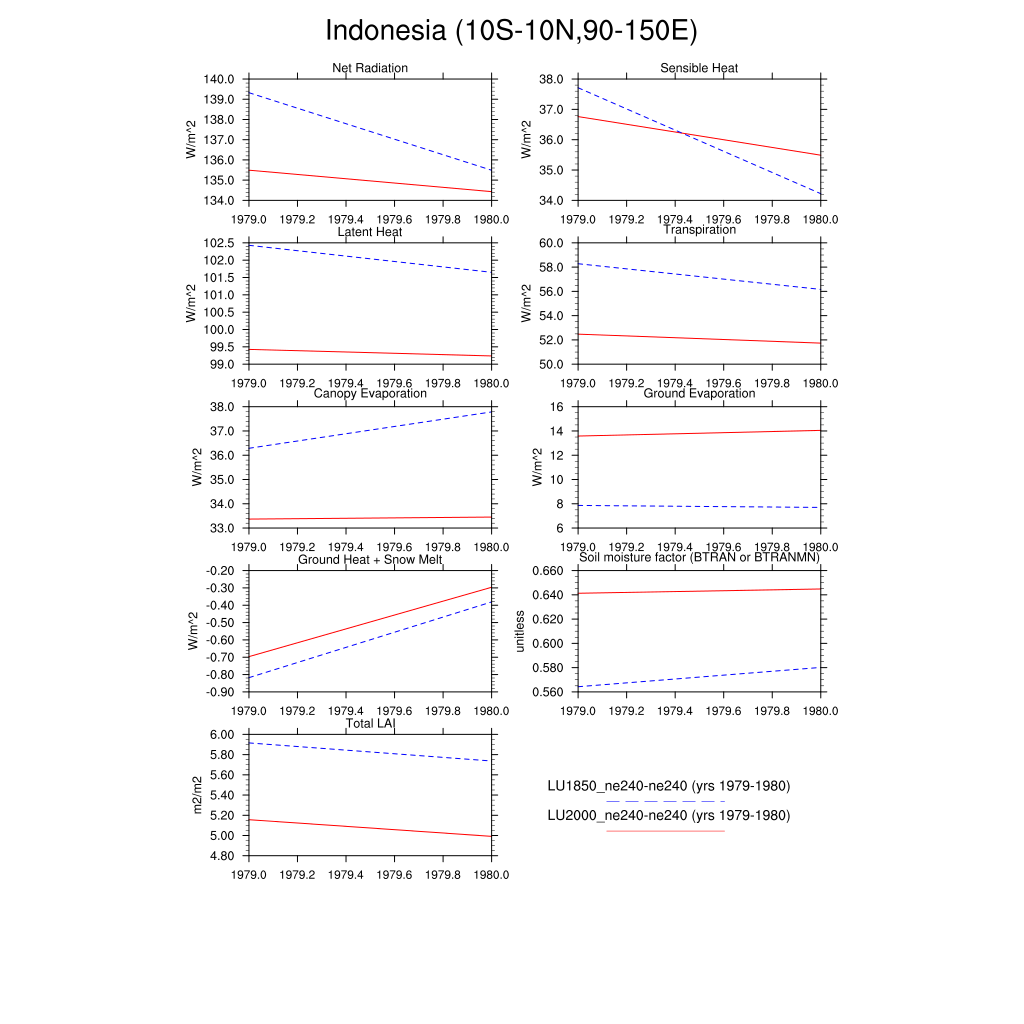 Indonesia (10S-10N,90-150E)
Net Radiation
140.0
139.0
138.0
137.0
136.0
135.0
134.0
W/m^2
1979.0 1979.2 1979.4 1979.6 1979.8 1980.0
Sensible Heat
38.0
37.0
36.0
35.0
34.0
W/m^2
1979.0 1979.2 1979.4 1979.6 1979.8 1980.0
Latent Heat
102.5
102.0
101.5
101.0
100.5
100.0
99.5
99.0
W/m^2
1979.0 1979.2 1979.4 1979.6 1979.8 1980.0
Transpiration
60.0
58.0
56.0
54.0
52.0
50.0
W/m^2
1979.0 1979.2 1979.4 1979.6 1979.8 1980.0
Canopy Evaporation
38.0
37.0
36.0
35.0
34.0
33.0
W/m^2
1979.0 1979.2 1979.4 1979.6 1979.8 1980.0
Ground Evaporation
16
14
12
10
8
6
W/m^2
1979.0 1979.2 1979.4 1979.6 1979.8 1980.0
Ground Heat + Snow Melt
-0.20
-0.30
-0.40
-0.50
-0.60
-0.70
-0.80
-0.90
W/m^2
1979.0 1979.2 1979.4 1979.6 1979.8 1980.0
Soil moisture factor (BTRAN or BTRANMN)
0.660
0.640
0.620
0.600
0.580
0.560
unitless
1979.0 1979.2 1979.4 1979.6 1979.8 1980.0
Total LAI
6.00
5.80
5.60
5.40
5.20
5.00
4.80
m2/m2
1979.0 1979.2 1979.4 1979.6 1979.8 1980.0
LU1850_ne240-ne240 (yrs 1979-1980)
LU2000_ne240-ne240 (yrs 1979-1980)